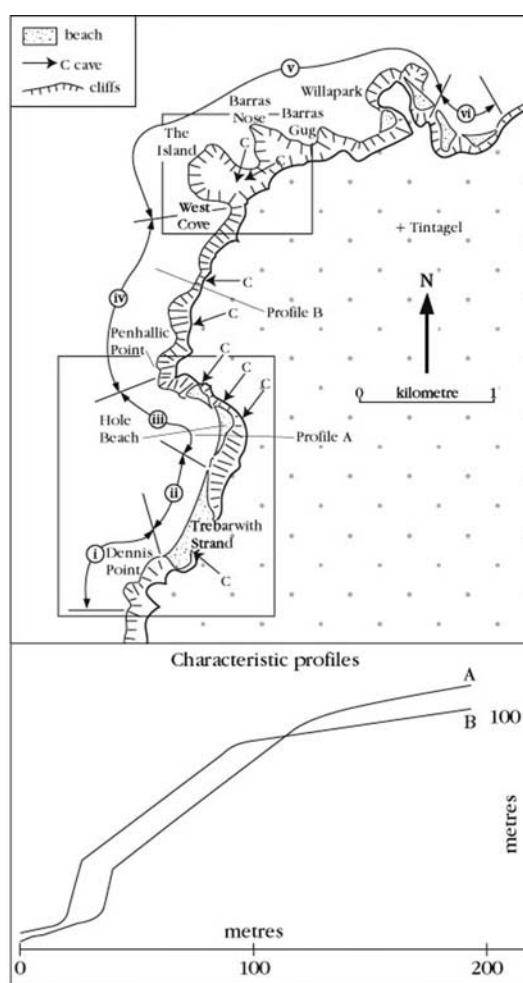 beach
C cave
cliffs
v
Willapark
vi
Barras
Nose
Barras
Gug
The
Island
C
C
West
Cove
+ Tintagel
N
C
iv
Profile B
C
Penhallic
Point
0 kilometre 1
C
C
C
iii
Hole
Beach
Profile A
ii
Trebarwith
Strand
i
Dennis
Point
C
Characteristic profiles
A
B
100
metres
metres
0
100
200